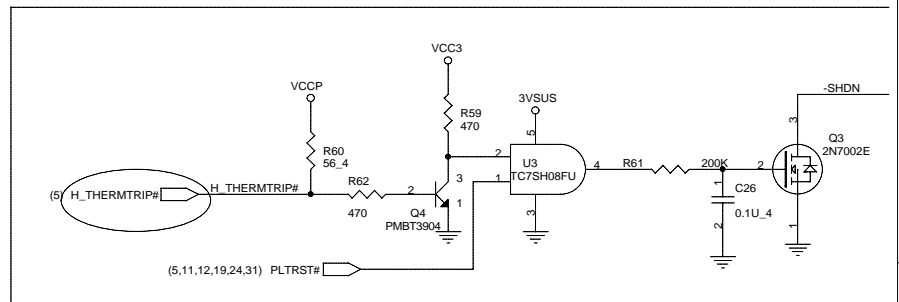 VCC3
VCCP
R59
470
3VSUS
-SHDN
5
3
R60
56_4
U3
TC7SH08FU
2
1
4
R61
200K
2
Q3
2N7002E
(5) H_THERMTRIP#
H_THERMTRIP#
R62
470
2
3
1
Q4
PMBT3904
3
1
C26
0.1U_4
2
1
(5,11,12,19,24,31) PLTRST#